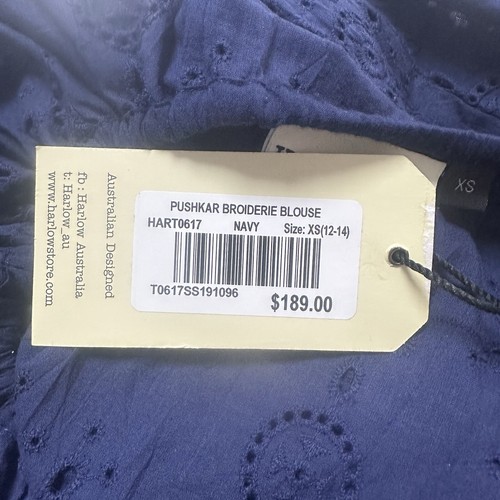 PUSHKAR BROIDERIE BLOUSE
HART0617 NAVY Size: XS(12-14)
T0617SS191096
$189.00
Australian Designed
fb: Harlow Australia
t: Harlow_au
www.harlowstore.com
XS